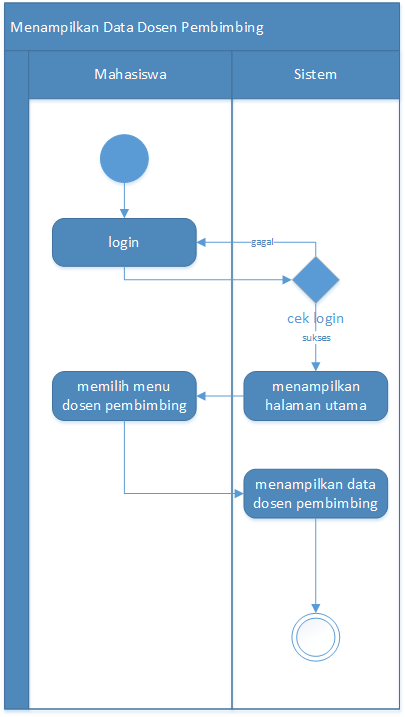 Menampilkan Data Dosen Pembimbing
Mahasiswa
Sistem
login
gagal
cek login
sukses
memilih menu
dosen pembimbing
menampilkan
halaman utama
menampilkan data
dosen pembimbing